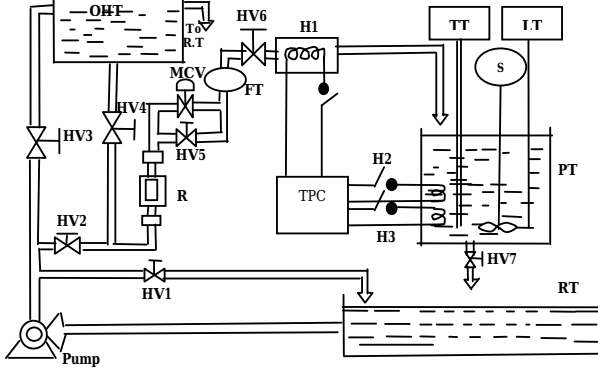 OHT
To
R.T
HV6
H1
TT
LT
MCV
FT
S
HV4
HV3
HV5
PT
H2
R
TPC
HV2
H3
HV7
HV1
RT
Pump